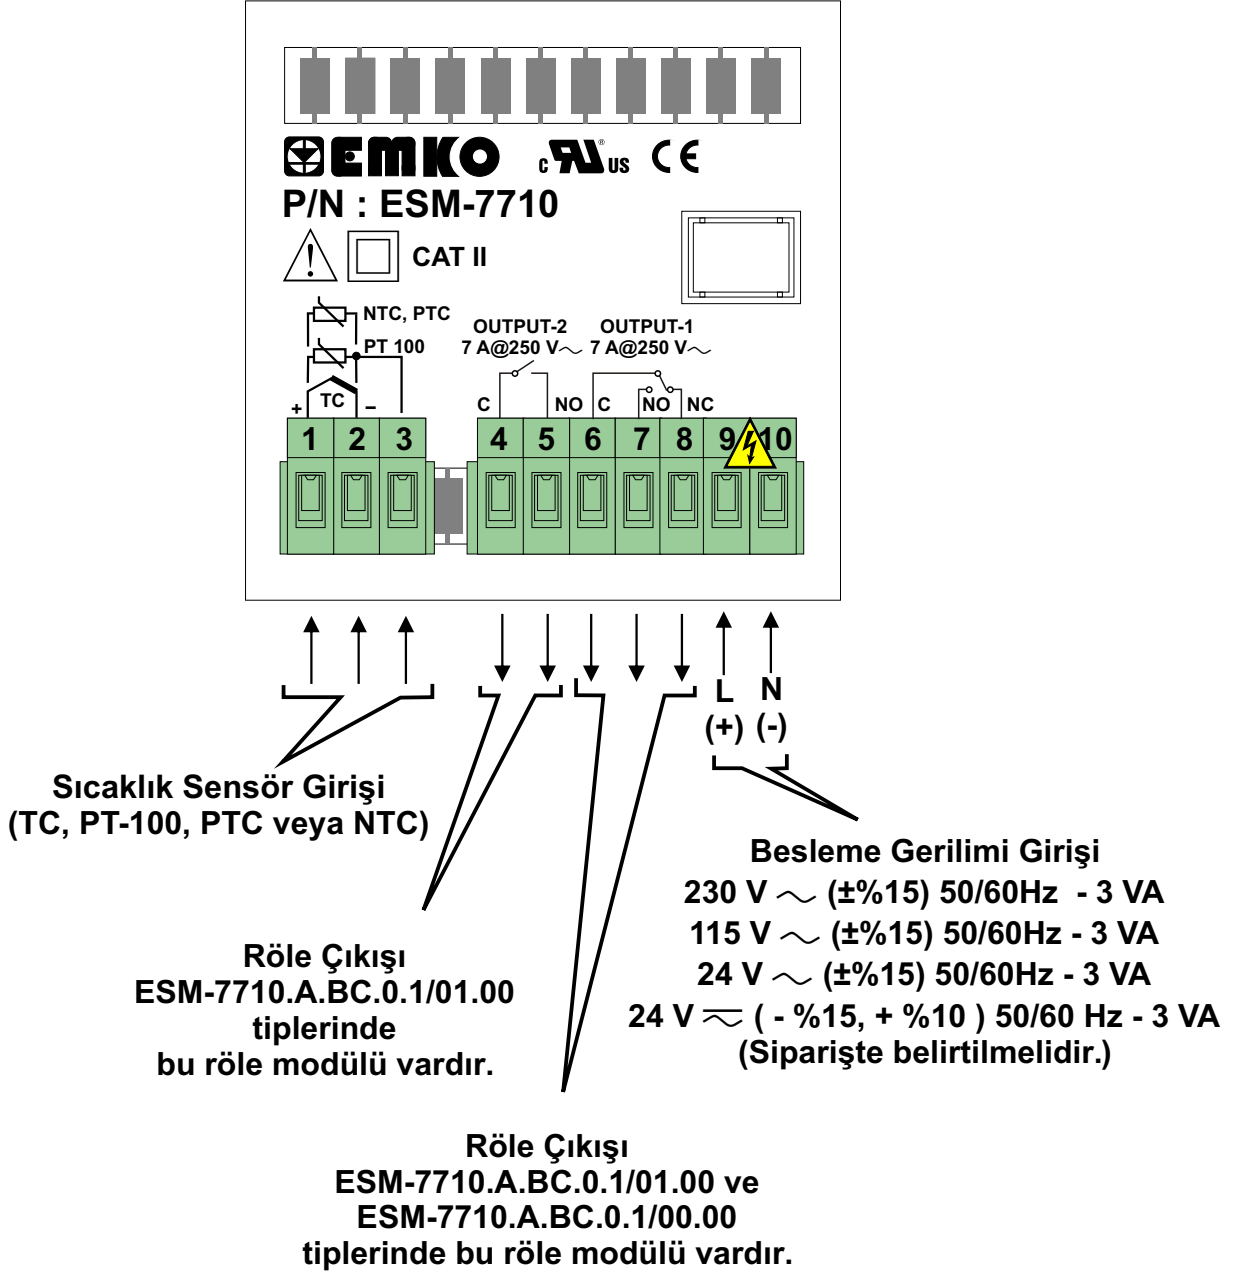 EMKO c RU ® US CE
P/N : ESM-7710
! CAT II
NTC, PTC
PT 100
+ TC −
OUTPUT-2
7 A@250 V~
OUTPUT-1
7 A@250 V~
C NO C NO NC
1 2 3 4 5 6 7 8 9 10
L N
(+) (-)
Sıcaklık Sensör Girişi
(TC, PT-100, PTC veya NTC)
Besleme Gerilimi Girişi
230 V ~ (±%15) 50/60Hz - 3 VA
115 V ~ (±%15) 50/60Hz - 3 VA
24 V ~ (±%15) 50/60Hz - 3 VA
24 V ⏦ ( - %15, + %10 ) 50/60 Hz - 3 VA
(Siparişte belirtilmelidir.)
Röle Çıkışı
ESM-7710.A.BC.0.1/01.00
tiplerinde
bu röle modülü vardır.
Röle Çıkışı
ESM-7710.A.BC.0.1/01.00 ve
ESM-7710.A.BC.0.1/00.00
tiplerinde bu röle modülü vardır.